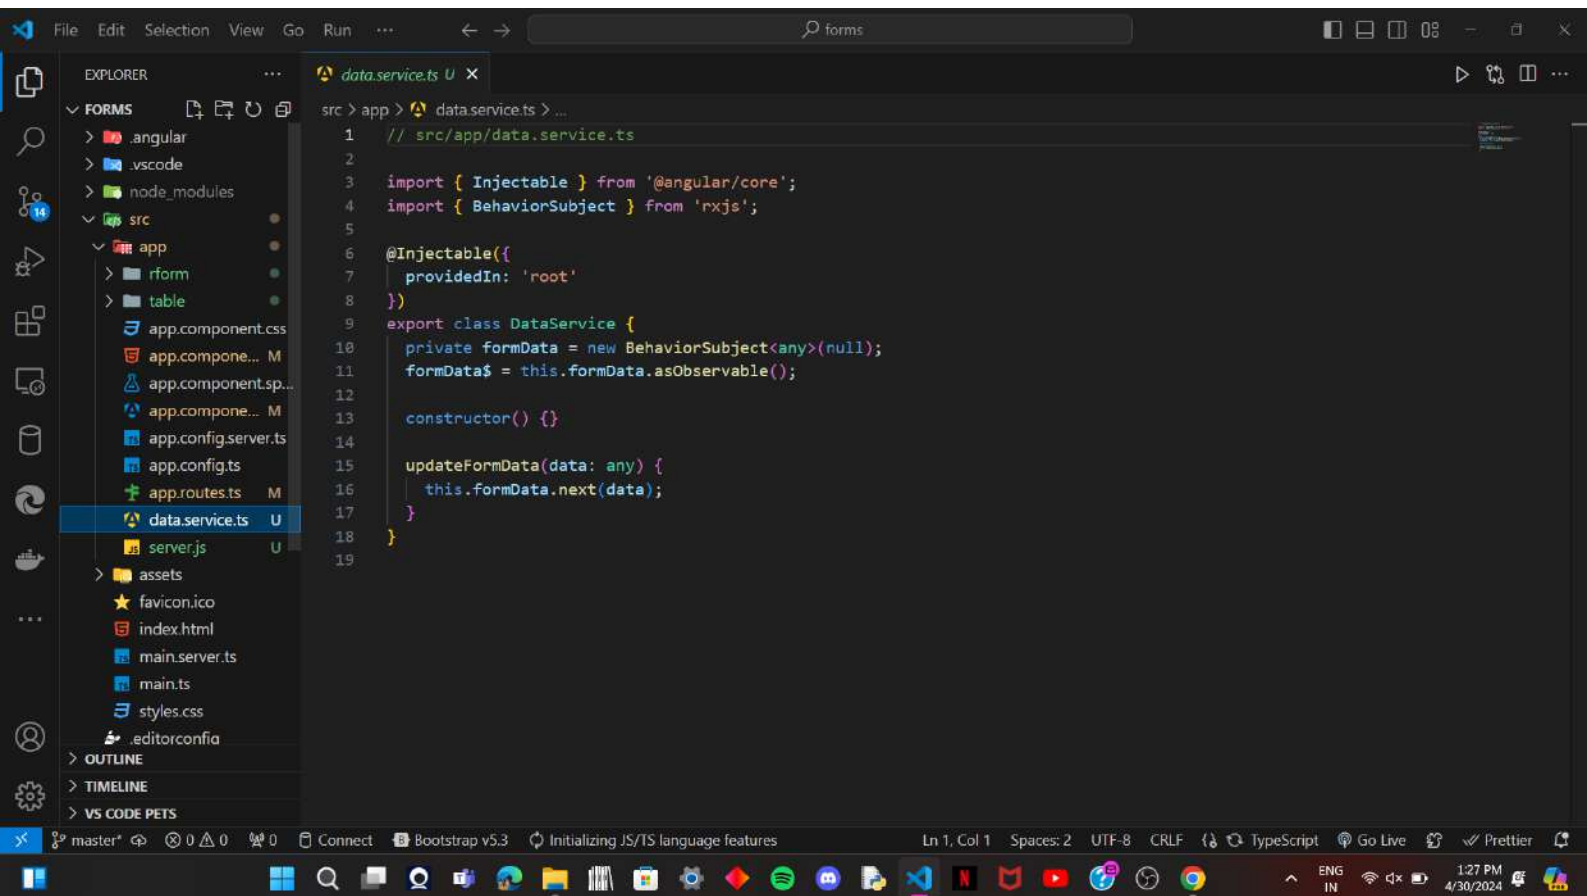 File Edit Selection View Go Run ... forms
EXPLORER ...
FORMS
.angular
.vscode
node_modules
src
app
rform
table
app.component.css
app.compone... M
app.component.sp...
app.compone... M
app.config.server.ts
app.config.ts
app.routes.ts M
data.service.ts U
server.js U
assets
favicon.ico
index.html
main.server.ts
main.ts
styles.css
.editorconfig
OUTLINE
TIMELINE
VS CODE PETS
14
data.service.ts U
src > app > data.service.ts > ...
1 // src/app/data.service.ts
2
3 import { Injectable } from '@angular/core';
4 import { BehaviorSubject } from 'rxjs';
5
6 @Injectable({
7 providedIn: 'root'
8 })
9 export class DataService {
10 private formData = new BehaviorSubject<any>(null);
11 formData$ = this.formData.asObservable();
12
13 constructor() {}
14
15 updateFormData(data: any) {
16 this.formData.next(data);
17 }
18 }
19
master* 0 0 0 Connect Bootstrap v5.3 Initializing JS/TS language features Ln 1, Col 1 Spaces: 2 UTF-8 CRLF TypeScript Go Live Prettier
ENG
IN
1:27 PM
4/30/2024